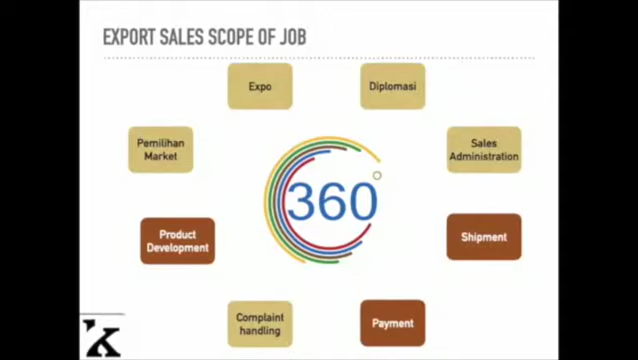 EXPORT SALES SCOPE OF JOB
Expo
Diplomasi
Pemilihan
Market
Sales
Administration
360°
Product
Development
Shipment
Complaint
handling
Payment
K